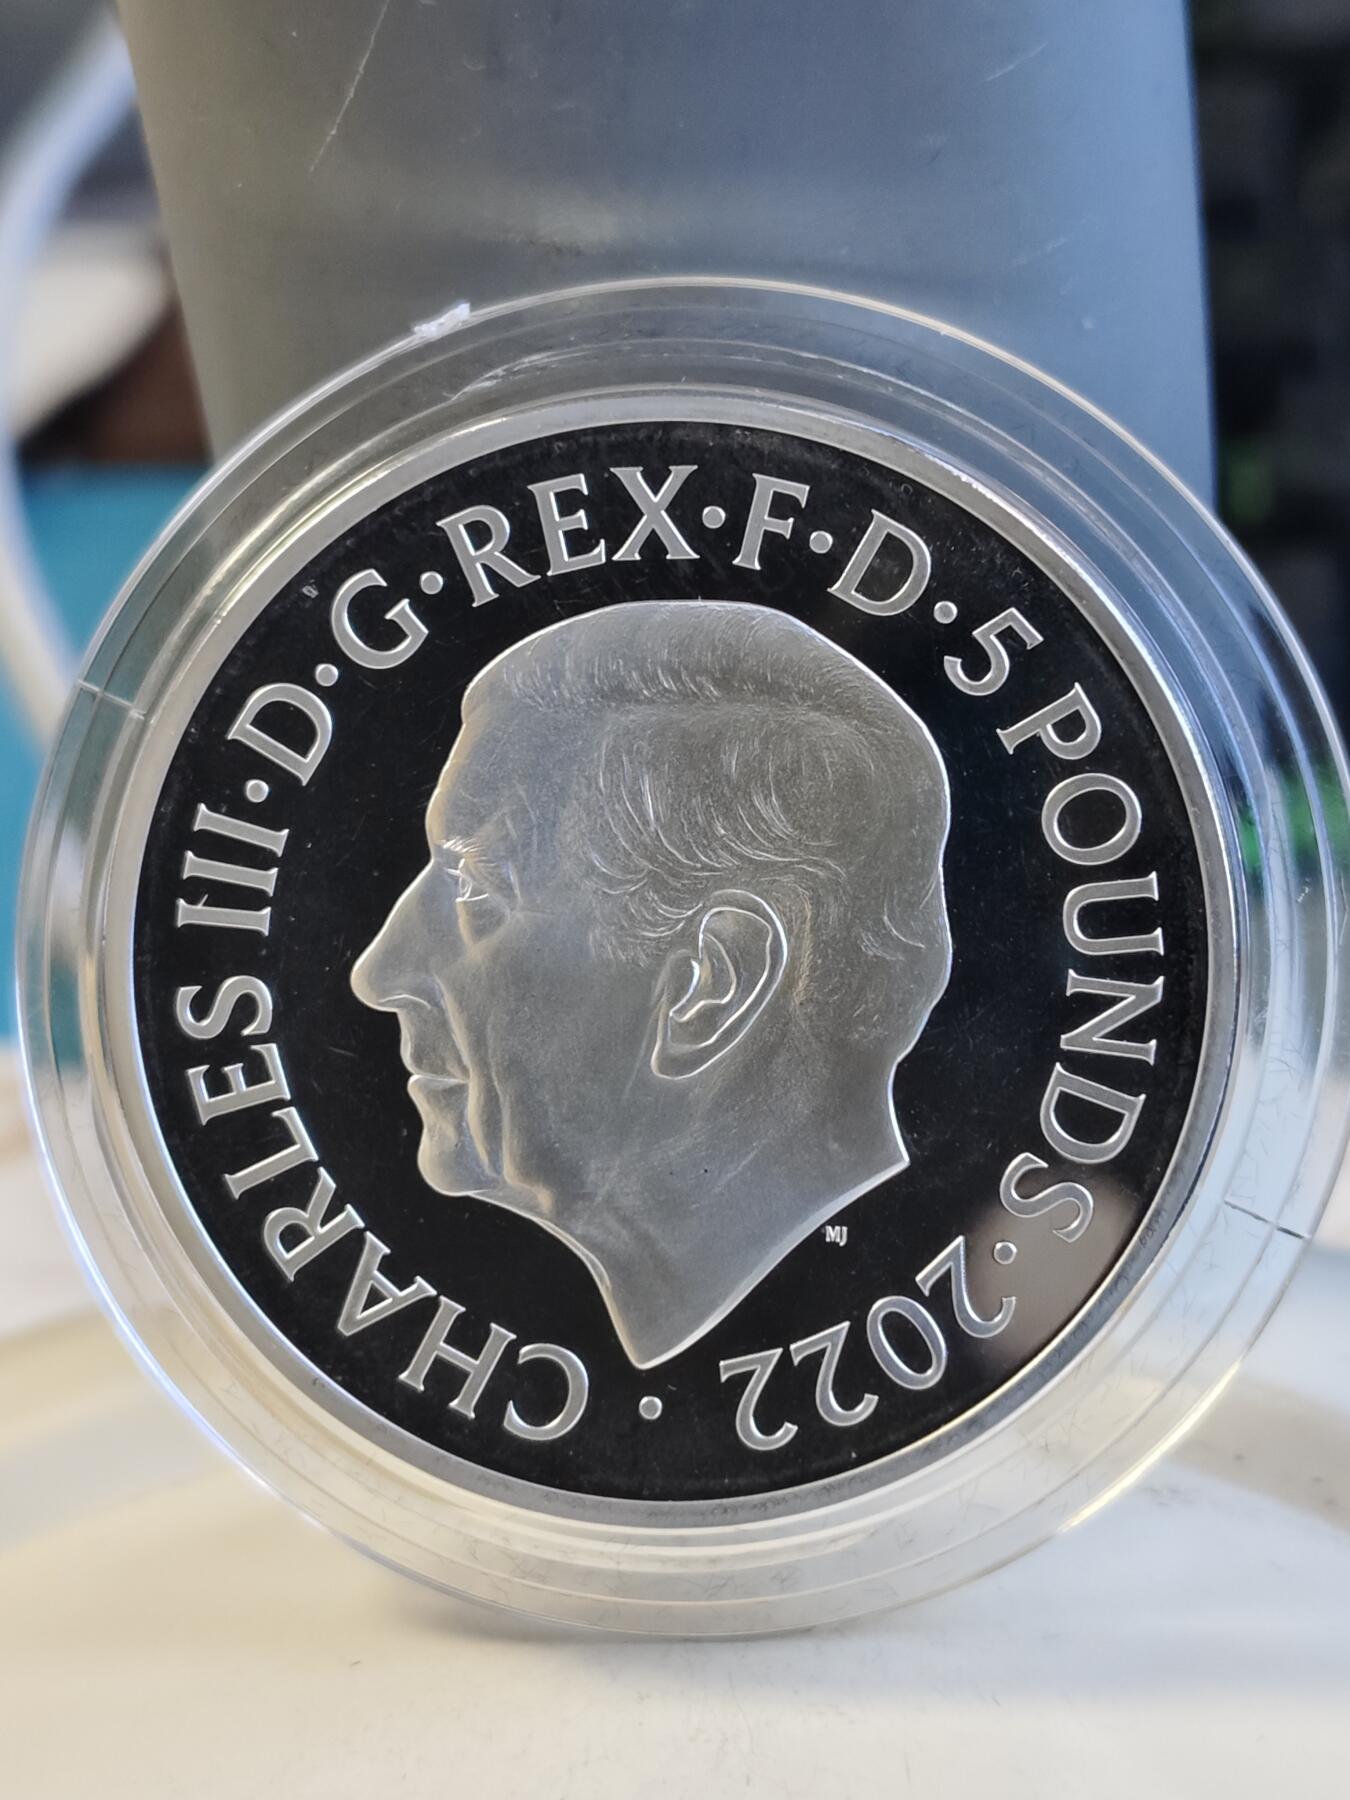 · CHARLES III · D · G · REX · F · D · 5 POUNDS · 2022
MJ